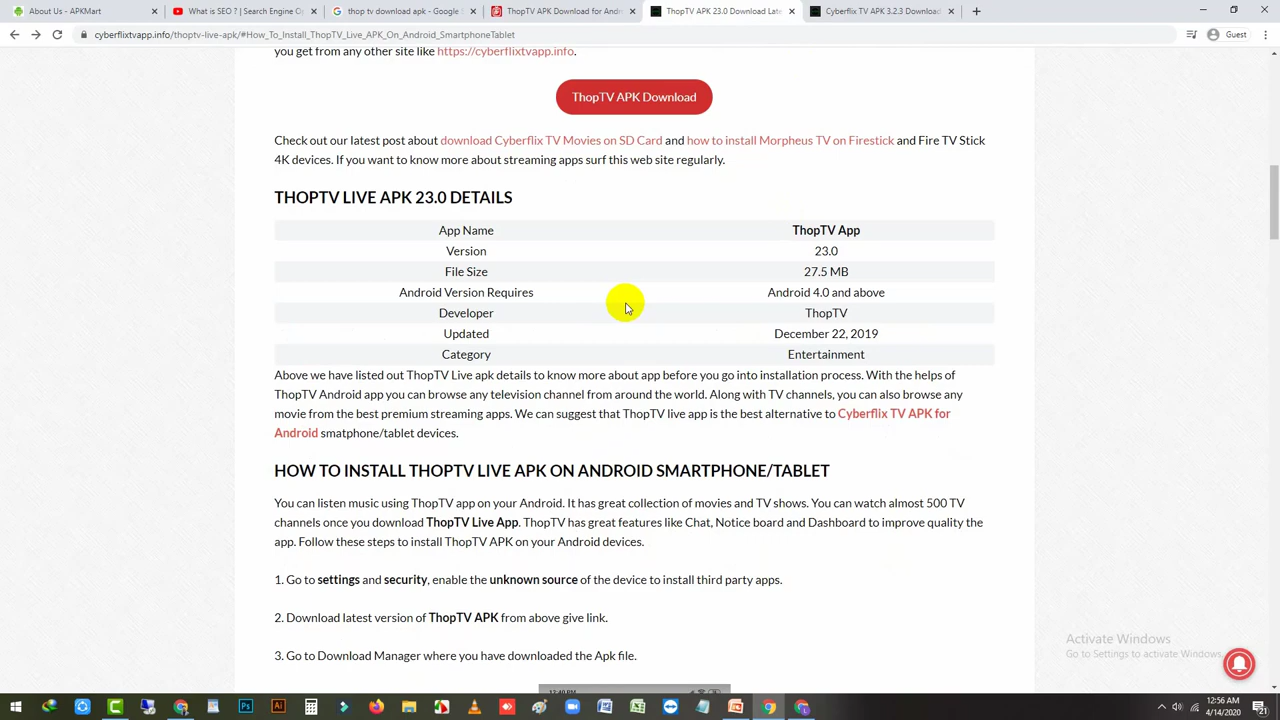 About Us - APKMart
What is SEO ? | Search Engine Op
thop tv download apk - Google S
ThopTV APK Download for Andro
ThopTV APK 23.0 Download Late
Cyberflix TV APK 3.2.3 Download
cyberflixtvapp.info/thoptv-live-apk/#How_To_Install_ThopTV_Live_APK_On_Android_SmartphoneTablet
Guest
you get from any other site like https://cyberflixtvapp.info.
ThopTV APK Download
Check out our latest post about download Cyberflix TV Movies on SD Card and how to install Morpheus TV on Firestick and Fire TV Stick
4K devices. If you want to know more about streaming apps surf this web site regularly.
THOPTV LIVE APK 23.0 DETAILS
App Name ThopTV App
Version 23.0
File Size 27.5 MB
Android Version Requires Android 4.0 and above
Developer ThopTV
Updated December 22, 2019
Category Entertainment
Above we have listed out ThopTV Live apk details to know more about app before you go into installation process. With the helps of
ThopTV Android app you can browse any television channel from around the world. Along with TV channels, you can also browse any
movie from the best premium streaming apps. We can suggest that ThopTV live app is the best alternative to Cyberflix TV APK for
Android smatphone/tablet devices.
HOW TO INSTALL THOPTV LIVE APK ON ANDROID SMARTPHONE/TABLET
You can listen music using ThopTV app on your Android. It has great collection of movies and TV shows. You can watch almost 500 TV
channels once you download ThopTV Live App. ThopTV has great features like Chat, Notice board and Dashboard to improve quality the
app. Follow these steps to install ThopTV APK on your Android devices.
1. Go to settings and security, enable the unknown source of the device to install third party apps.
2. Download latest version of ThopTV APK from above give link.
3. Go to Download Manager where you have downloaded the Apk file.
Activate Windows
Go to Settings to activate Windows.
12:56 AM
4/14/2020